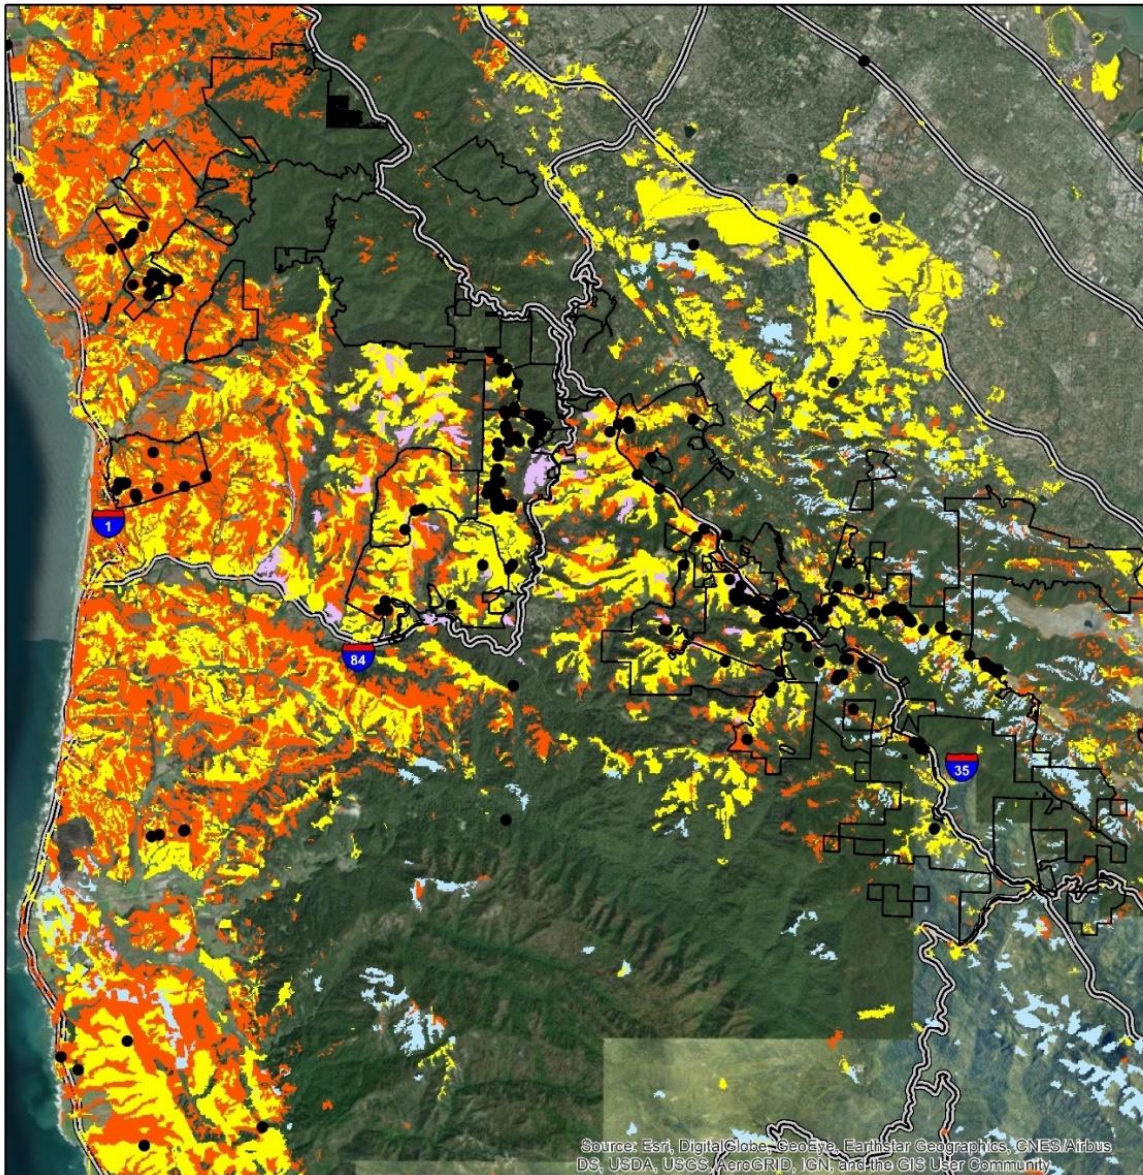 1
84
35
Source: Esri, DigitalGlobe, GeoEye, Earthstar Geographics, CNES/Airbus
DS, USDA, USGS, AeroGRID, IGN, and the GIS User Community